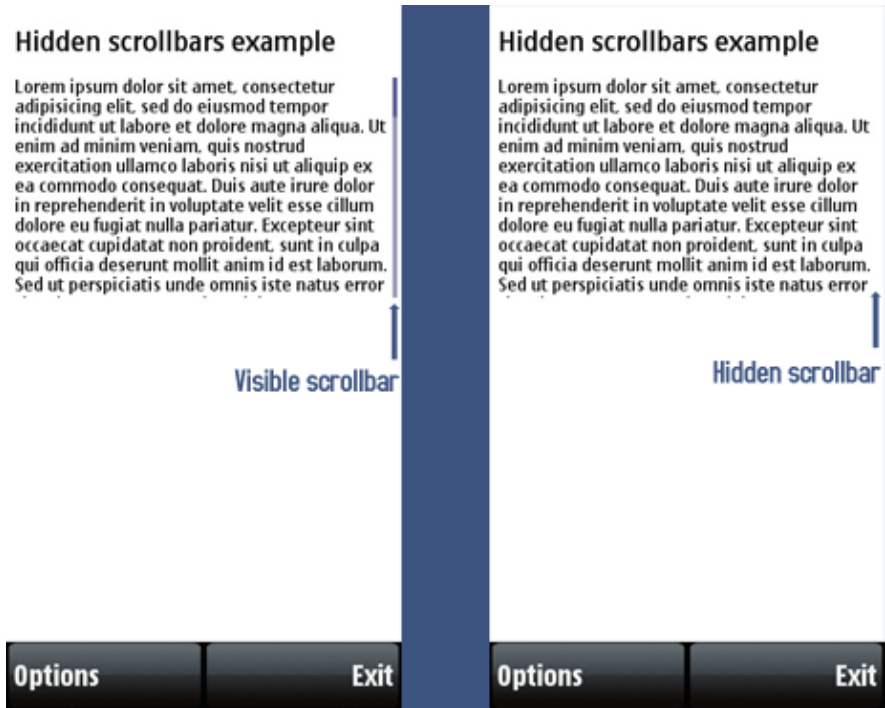 Hidden scrollbars example
Lorem ipsum dolor sit amet, consectetur
adipisicing elit, sed do eiusmod tempor
incididunt ut labore et dolore magna aliqua. Ut
enim ad minim veniam, quis nostrud
exercitation ullamco laboris nisi ut aliquip ex
ea commodo consequat. Duis aute irure dolor
in reprehenderit in voluptate velit esse cillum
dolore eu fugiat nulla pariatur. Excepteur sint
occaecat cupidatat non proident, sunt in culpa
qui officia deserunt mollit anim id est laborum.
Sed ut perspiciatis unde omnis iste natus error
Visible scrollbar
Options Exit
Hidden scrollbars example
Lorem ipsum dolor sit amet, consectetur
adipisicing elit, sed do eiusmod tempor
incididunt ut labore et dolore magna aliqua. Ut
enim ad minim veniam, quis nostrud
exercitation ullamco laboris nisi ut aliquip ex
ea commodo consequat. Duis aute irure dolor
in reprehenderit in voluptate velit esse cillum
dolore eu fugiat nulla pariatur. Excepteur sint
occaecat cupidatat non proident, sunt in culpa
qui officia deserunt mollit anim id est laborum.
Sed ut perspiciatis unde omnis iste natus error
Hidden scrollbar
Options Exit